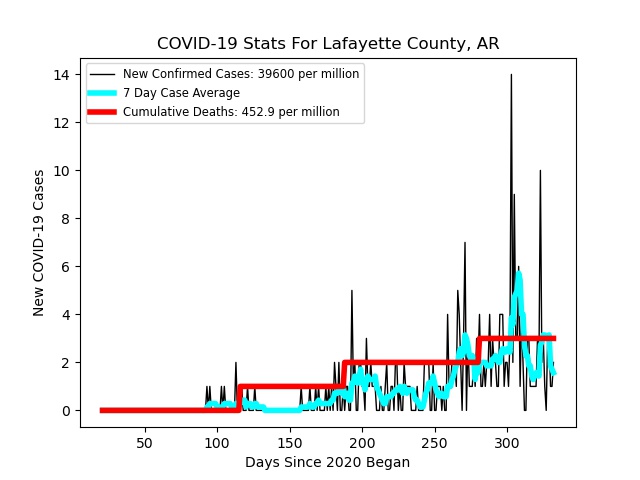 COVID-19 Stats For Lafayette County, AR
New Confirmed Cases: 39600 per million
7 Day Case Average
Cumulative Deaths: 452.9 per million
New COVID-19 Cases
14
12
10
8
6
4
2
0
50 100 150 200 250 300
Days Since 2020 Began